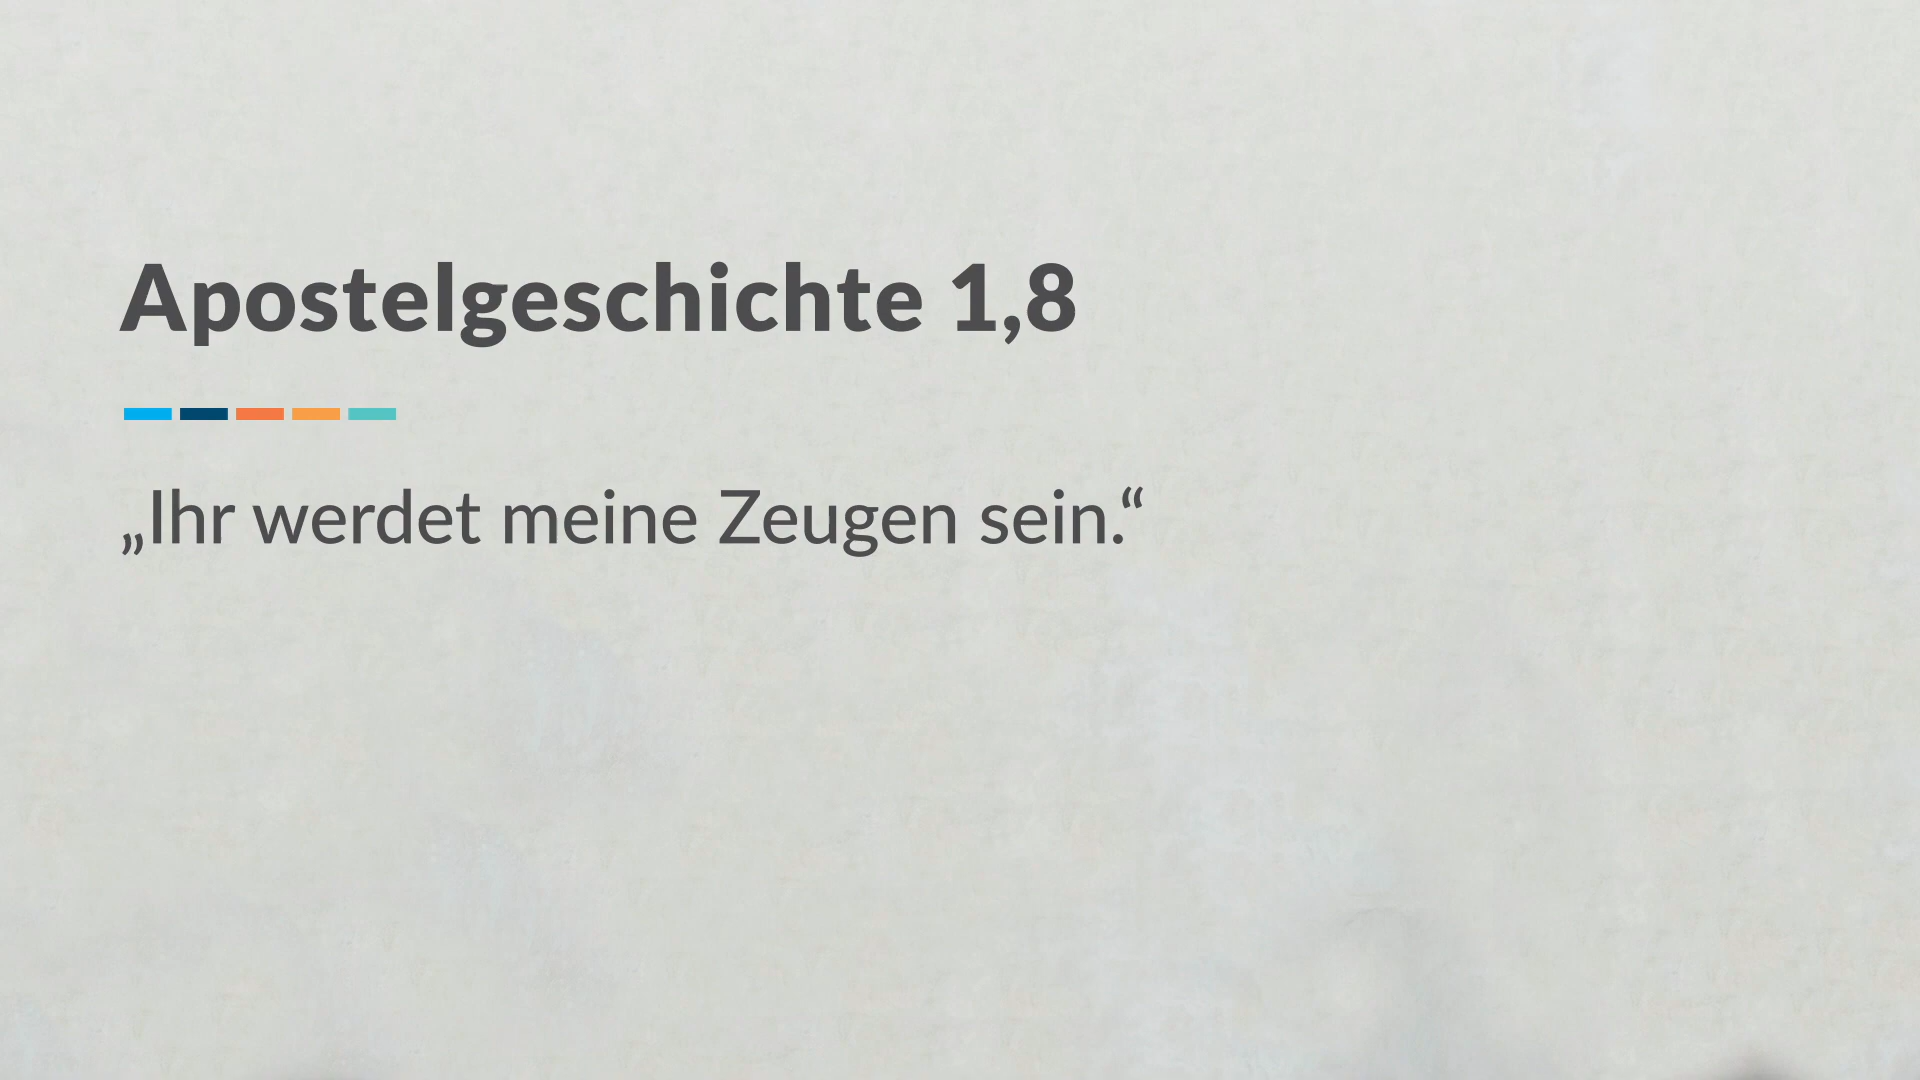 Apostelgeschichte 1,8
„Ihr werdet meine Zeugen sein.“